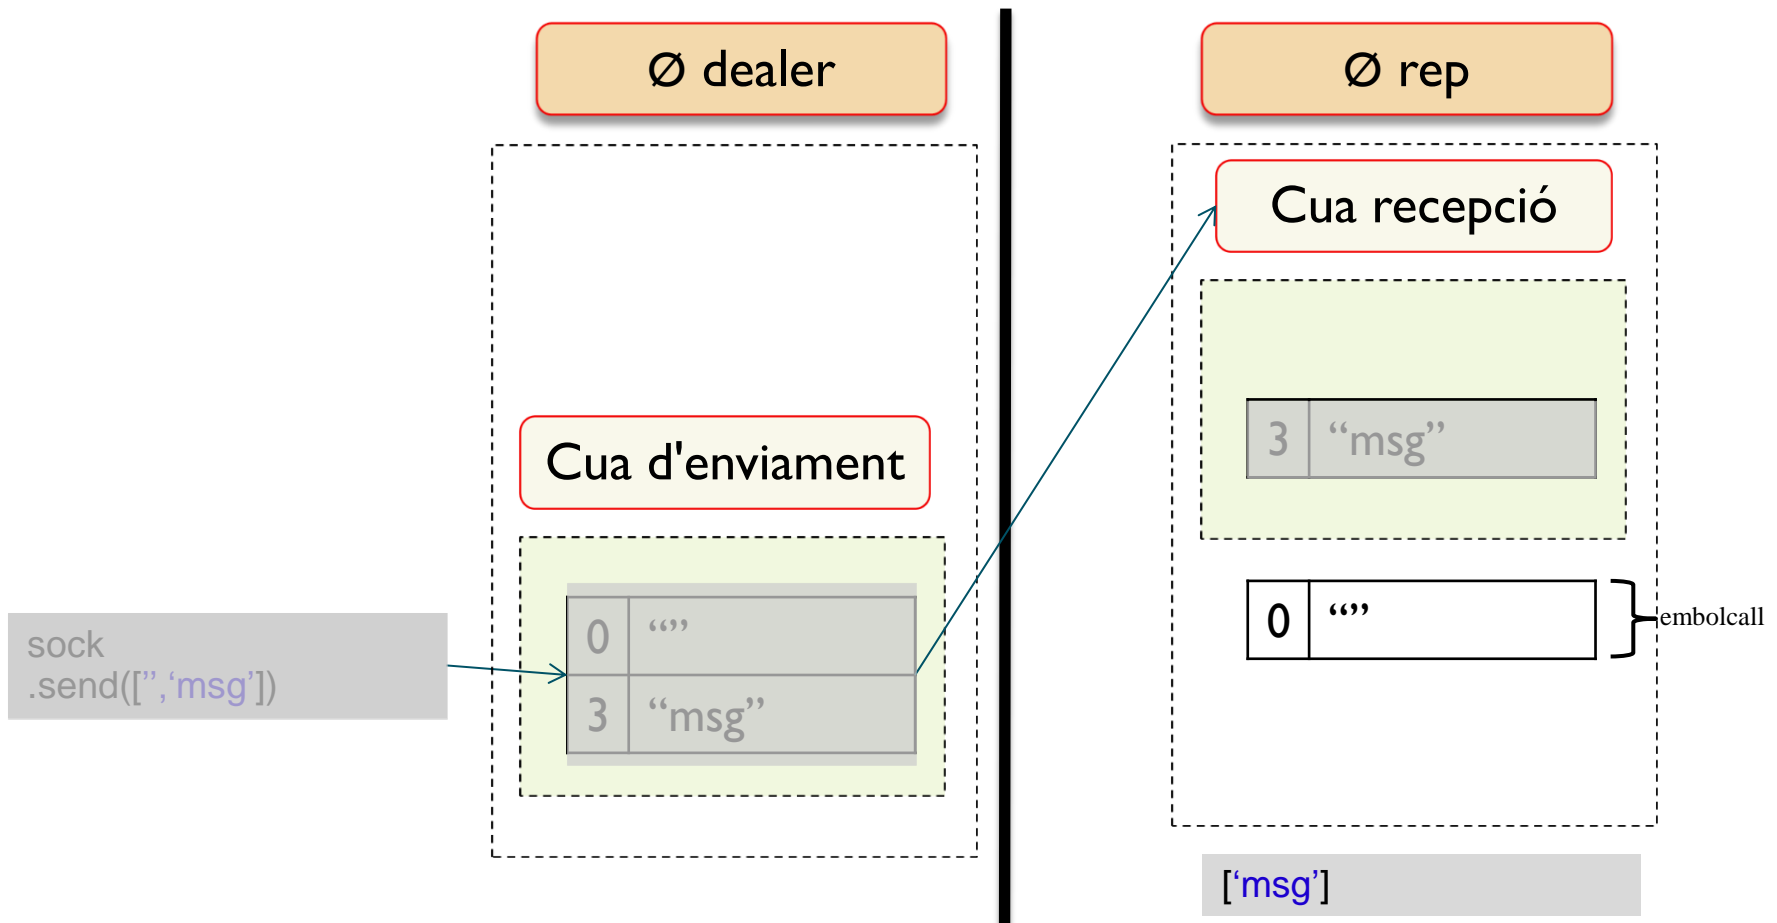 Ø dealer
Ø rep
Cua recepció
3 “msg”
Cua d'enviament
0 “”
3 “msg”
sock
.send([’’,‘msg’])
0 “”
embolcall
[‘msg’]